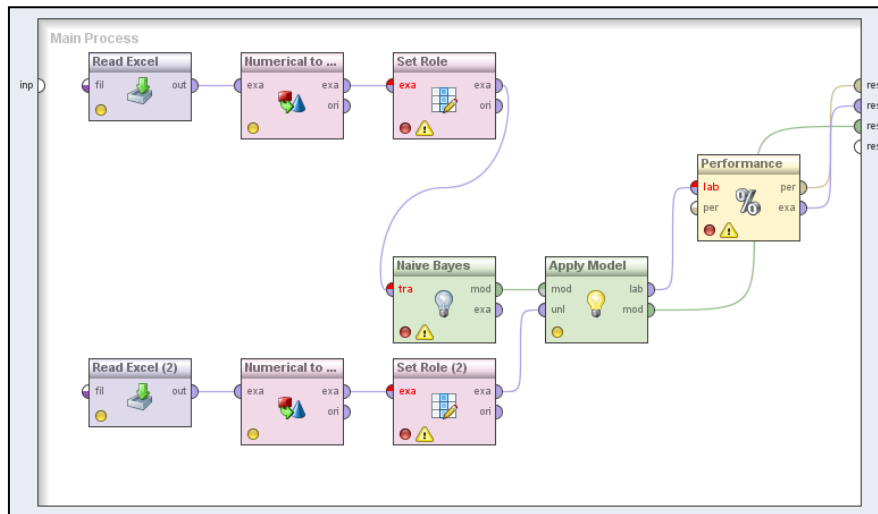 Main Process
Read Excel
Numerical to ...
Set Role
inp
fil
out
exa
exa
exa
exa
res
ori
ori
res
res
res
Performance
lab
per
per
exa
Naive Bayes
Apply Model
tra
mod
mod
lab
exa
unl
mod
Read Excel (2)
Numerical to ...
Set Role (2)
fil
out
exa
exa
exa
exa
ori
ori